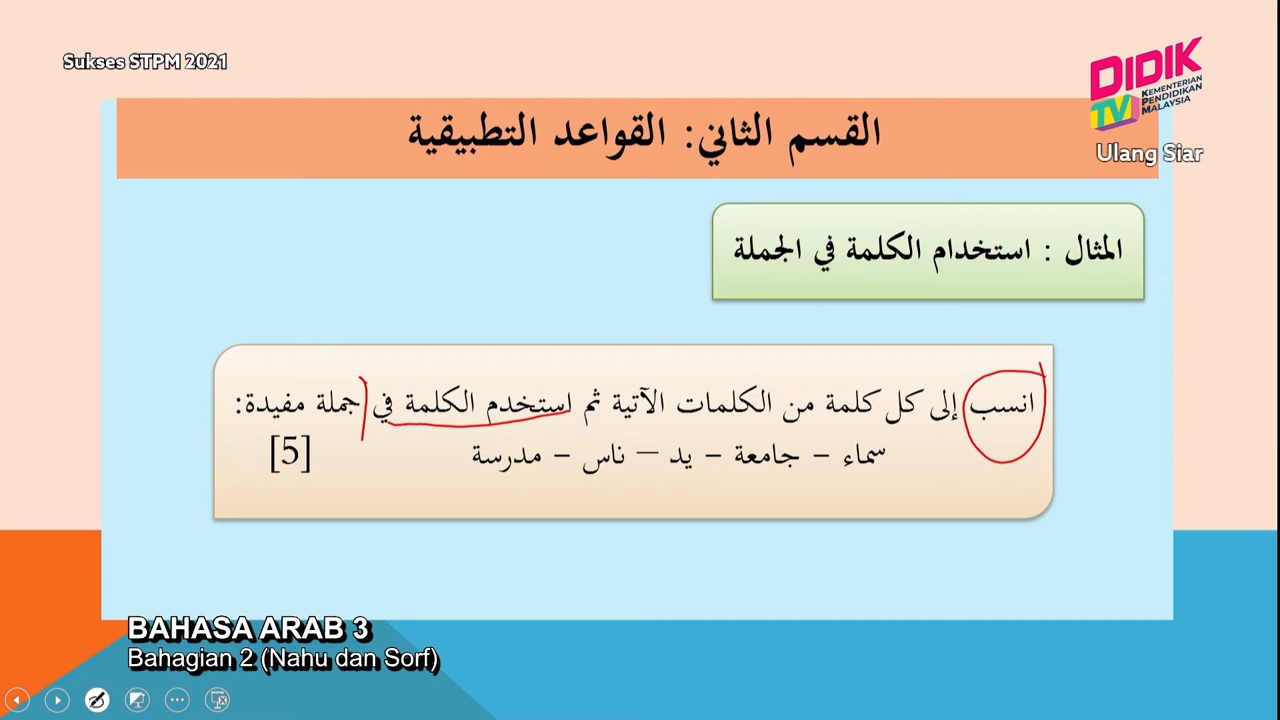 Sukses STPM 2021
DIDIK
TV
KEMENTERIAN
PENDIDIKAN
MALAYSIA
Ulang Siar
القسم الثاني: القواعد التطبيقية
المثال : استخدام الكلمة في الجملة
انسب إلى كل كلمة من الكلمات الآتية ثم استخدم الكلمة في جملة مفيدة:
سماء – جامعة – يد – ناس – مدرسة [5]
BAHASA ARAB 3
Bahagian 2 (Nahu dan Sorf)